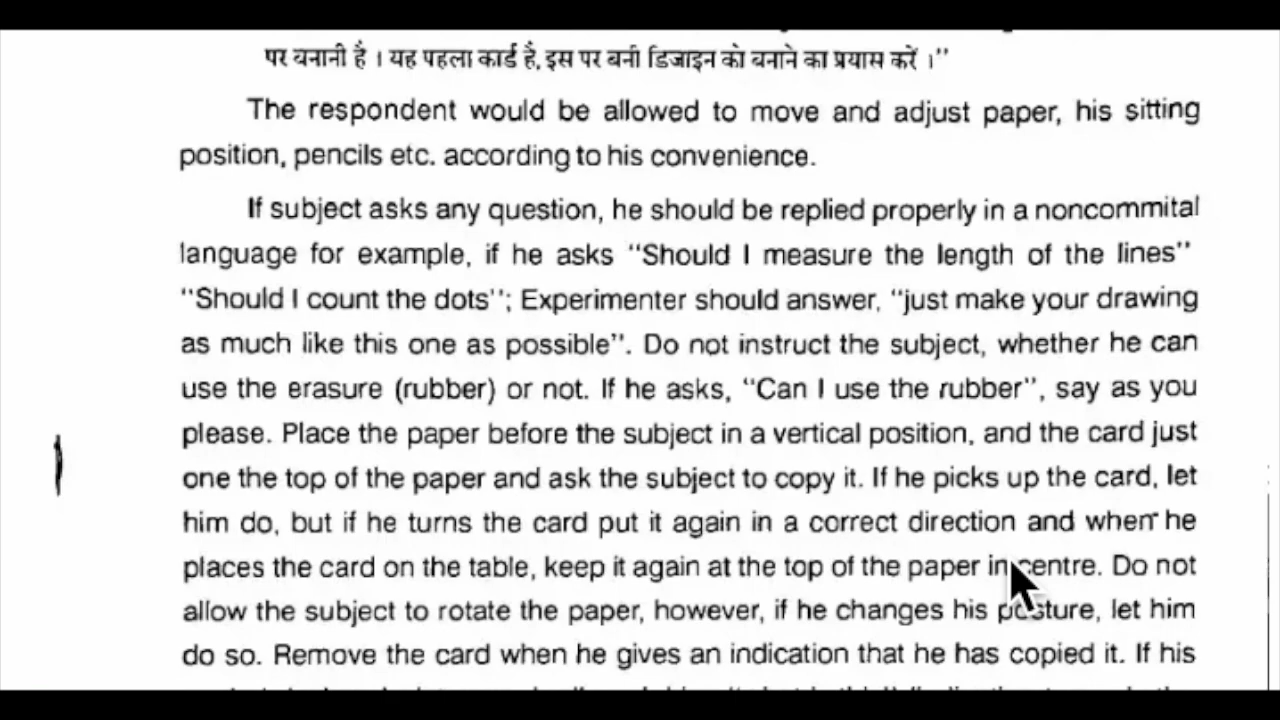 पर बनानी है । यह पहला कार्ड है, इस पर बनी डिजाइन को बनाने का प्रयास करें ।”
The respondent would be allowed to move and adjust paper, his sitting
position, pencils etc. according to his convenience.
If subject asks any question, he should be replied properly in a noncommital
language for example, if he asks “Should I measure the length of the lines”
“Should I count the dots”; Experimenter should answer, “just make your drawing
as much like this one as possible”. Do not instruct the subject, whether he can
use the erasure (rubber) or not. If he asks, “Can I use the rubber”, say as you
please. Place the paper before the subject in a vertical position, and the card just
one the top of the paper and ask the subject to copy it. If he picks up the card, let
him do, but if he turns the card put it again in a correct direction and when he
places the card on the table, keep it again at the top of the paper in centre. Do not
allow the subject to rotate the paper, however, if he changes his posture, let him
do so. Remove the card when he gives an indication that he has copied it. If his